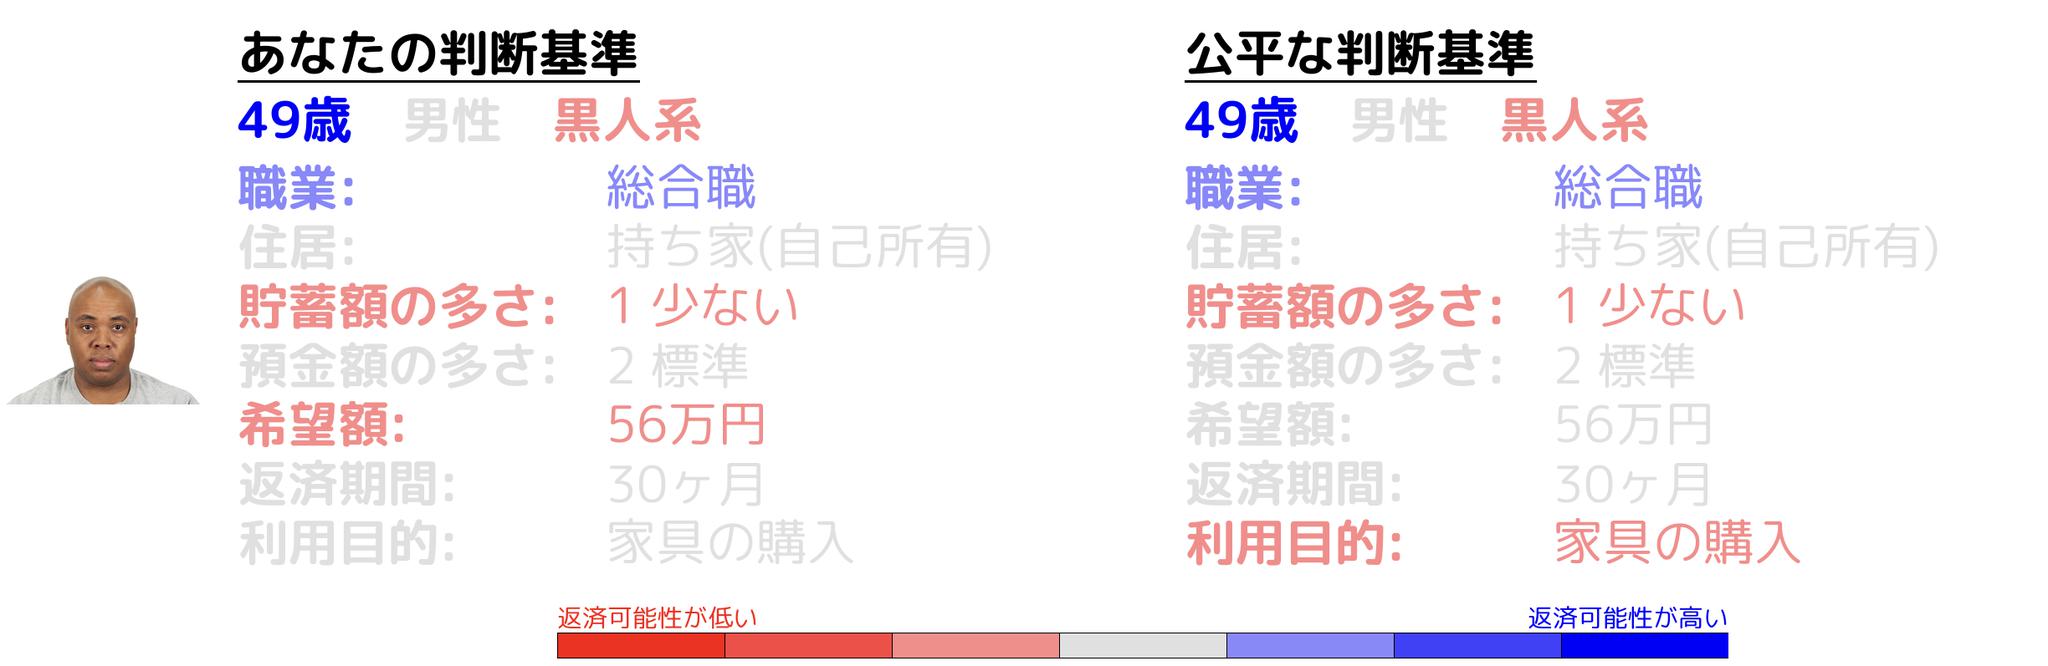 あなたの判断基準
49歳 男性 黒人系
職業: 総合職
住居: 持ち家(自己所有)
貯蓄額の多さ: 1 少ない
預金額の多さ: 2 標準
希望額: 56万円
返済期間: 30ヶ月
利用目的: 家具の購入
公平な判断基準
49歳 男性 黒人系
職業: 総合職
住居: 持ち家(自己所有)
貯蓄額の多さ: 1 少ない
預金額の多さ: 2 標準
希望額: 56万円
返済期間: 30ヶ月
利用目的: 家具の購入
返済可能性が低い
返済可能性が高い